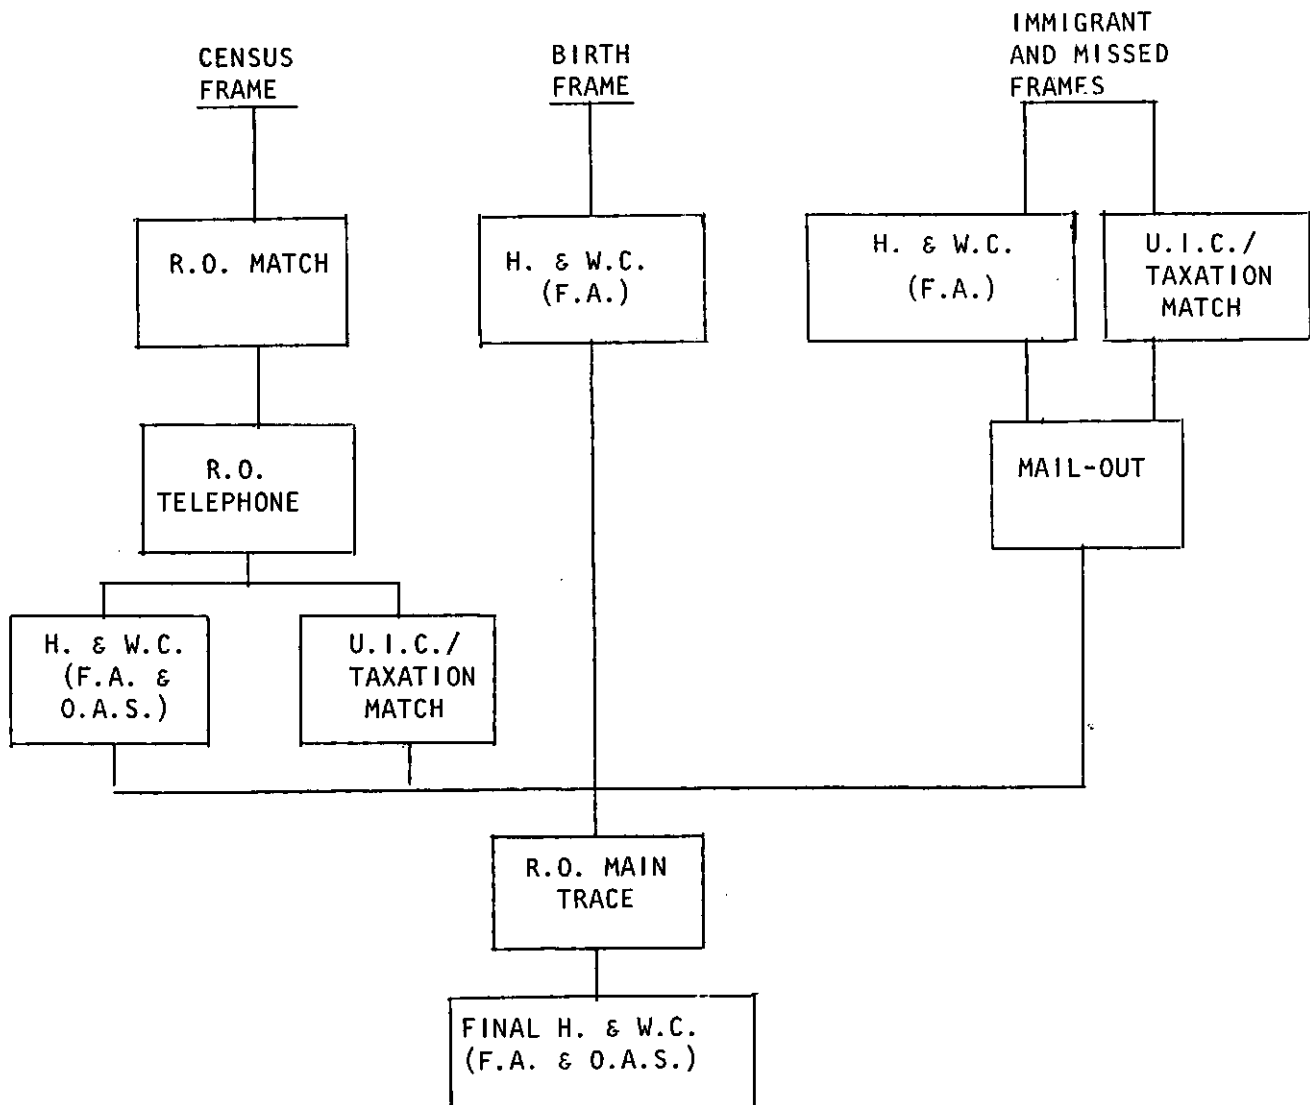 CENSUS
FRAME
BIRTH
FRAME
IMMIGRANT
AND MISSED
FRAMES
R.O. MATCH
H. & W.C.
(F.A.)
H. & W.C.
(F.A.)
U.I.C./
TAXATION
MATCH
R.O.
TELEPHONE
MAIL-OUT
H. & W.C.
(F.A. &
O.A.S.)
U.I.C./
TAXATION
MATCH
R.O. MAIN
TRACE
FINAL H. & W.C.
(F.A. & O.A.S.)